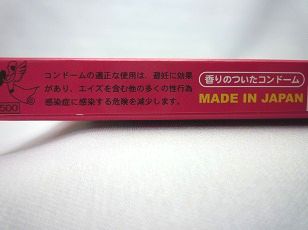 コンドームの適正な使用は、避妊に効果
があり、エイズを含む他の多くの性行為
感染症に感染する危険を減少します。
500
香りのついたコンドーム
MADE IN JAPAN